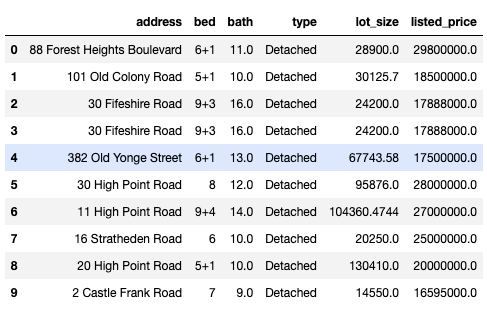 address bed bath type lot_size listed_price
0 88 Forest Heights Boulevard 6+1 11.0 Detached 28900.0 29800000.0
1 101 Old Colony Road 5+1 10.0 Detached 30125.7 18500000.0
2 30 Fifeshire Road 9+3 16.0 Detached 24200.0 17888000.0
3 30 Fifeshire Road 9+3 16.0 Detached 24200.0 17888000.0
4 382 Old Yonge Street 6+1 13.0 Detached 67743.58 17500000.0
5 30 High Point Road 8 12.0 Detached 95876.0 28000000.0
6 11 High Point Road 9+4 14.0 Detached 104360.4744 27000000.0
7 16 Stratheden Road 6 10.0 Detached 20250.0 25000000.0
8 20 High Point Road 5+1 10.0 Detached 130410.0 20000000.0
9 2 Castle Frank Road 7 9.0 Detached 14550.0 16595000.0